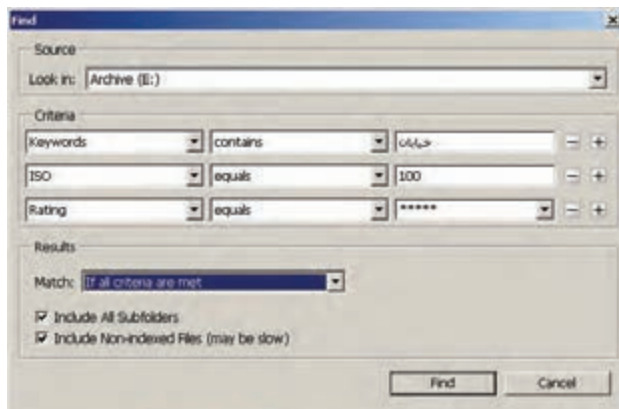 Find
Source
Look in: Archive (E:)
Criteria
Keywords contains خیابان
ISO equals 100
Rating equals *****
Results
Match: If all criteria are met
Include All Subfolders
Include Non-indexed Files (may be slow)
Find Cancel